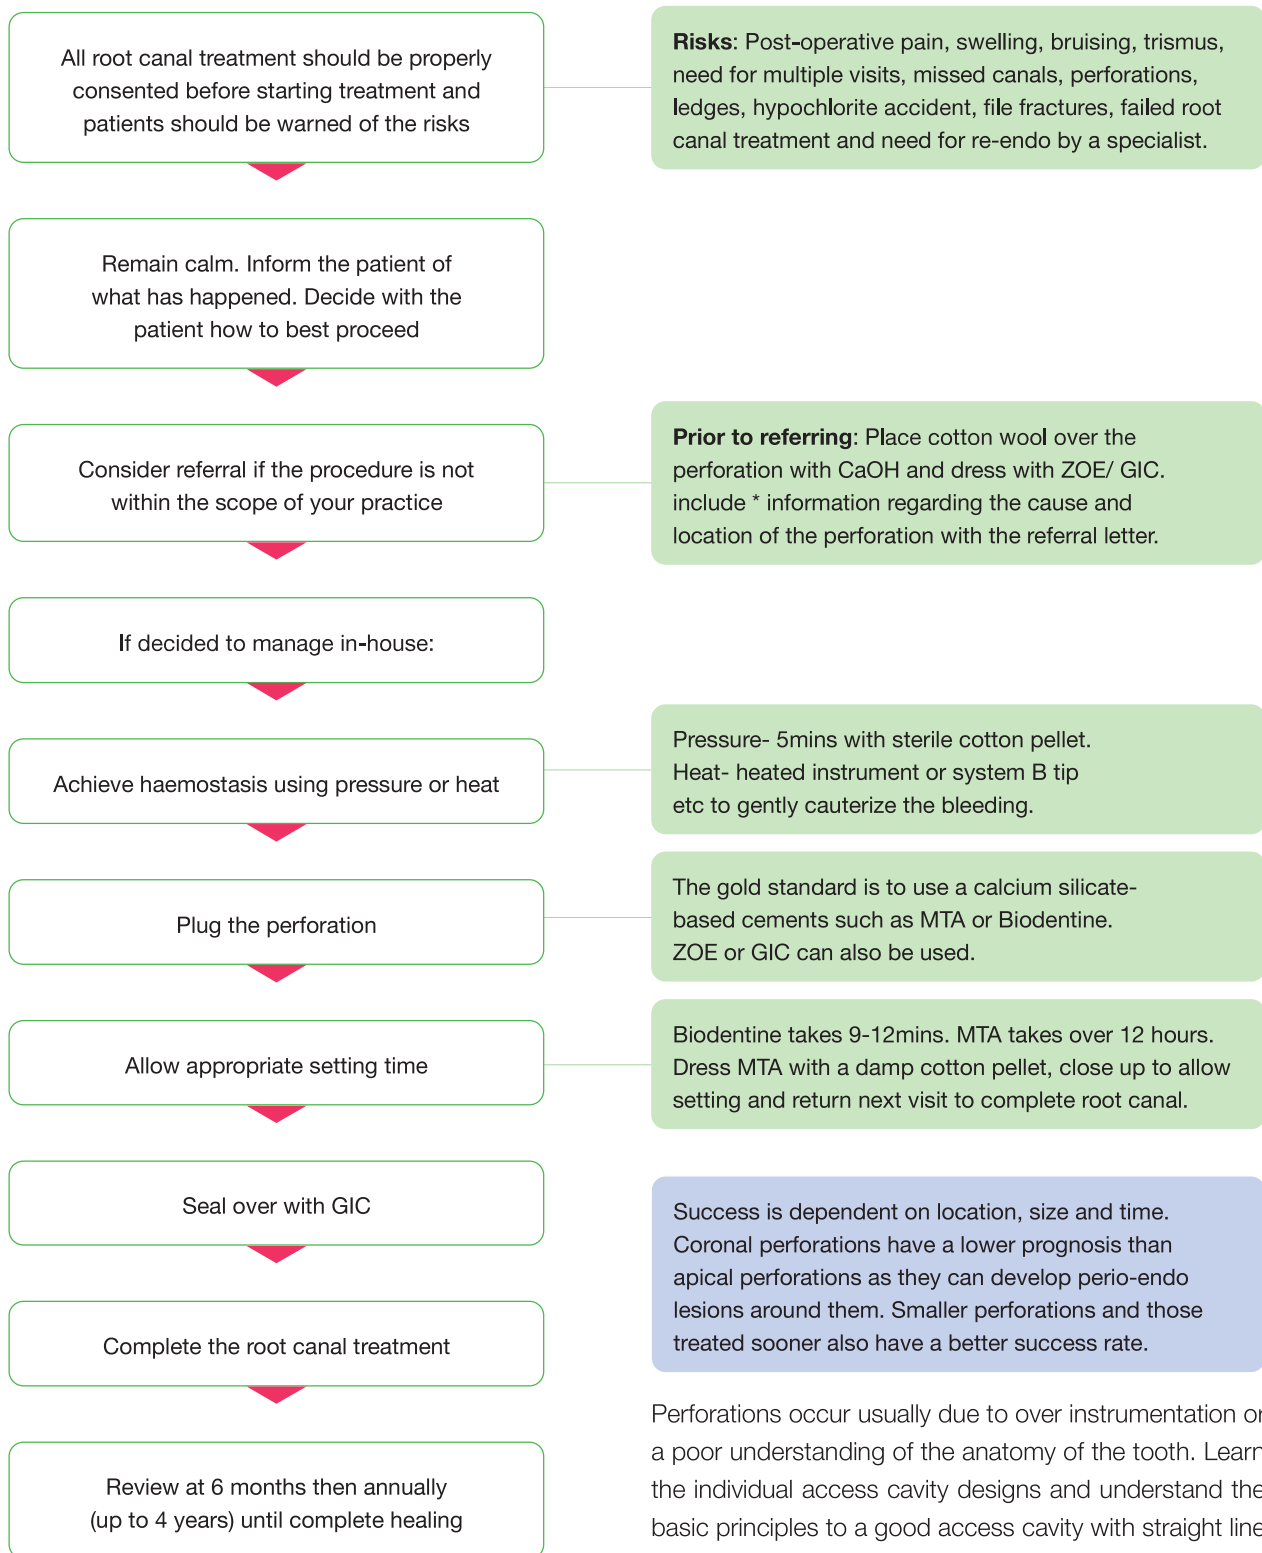 All root canal treatment should be properly
consented before starting treatment and
patients should be warned of the risks
Risks: Post-operative pain, swelling, bruising, trismus,
need for multiple visits, missed canals, perforations,
ledges, hypochlorite accident, file fractures, failed root
canal treatment and need for re-endo by a specialist.
Remain calm. Inform the patient of
what has happened. Decide with the
patient how to best proceed
Consider referral if the procedure is not
within the scope of your practice
Prior to referring: Place cotton wool over the
perforation with CaOH and dress with ZOE/ GIC.
include * information regarding the cause and
location of the perforation with the referral letter.
If decided to manage in-house:
Achieve haemostasis using pressure or heat
Pressure- 5mins with sterile cotton pellet.
Heat- heated instrument or system B tip
etc to gently cauterize the bleeding.
Plug the perforation
The gold standard is to use a calcium silicate-
based cements such as MTA or Biodentine.
ZOE or GIC can also be used.
Allow appropriate setting time
Biodentine takes 9-12mins. MTA takes over 12 hours.
Dress MTA with a damp cotton pellet, close up to allow
setting and return next visit to complete root canal.
Seal over with GIC
Success is dependent on location, size and time.
Coronal perforations have a lower prognosis than
apical perforations as they can develop perio-endo
lesions around them. Smaller perforations and those
treated sooner also have a better success rate.
Complete the root canal treatment
Review at 6 months then annually
(up to 4 years) until complete healing
Perforations occur usually due to over instrumentation or
a poor understanding of the anatomy of the tooth. Learn
the individual access cavity designs and understand the
basic principles to a good access cavity with straight line